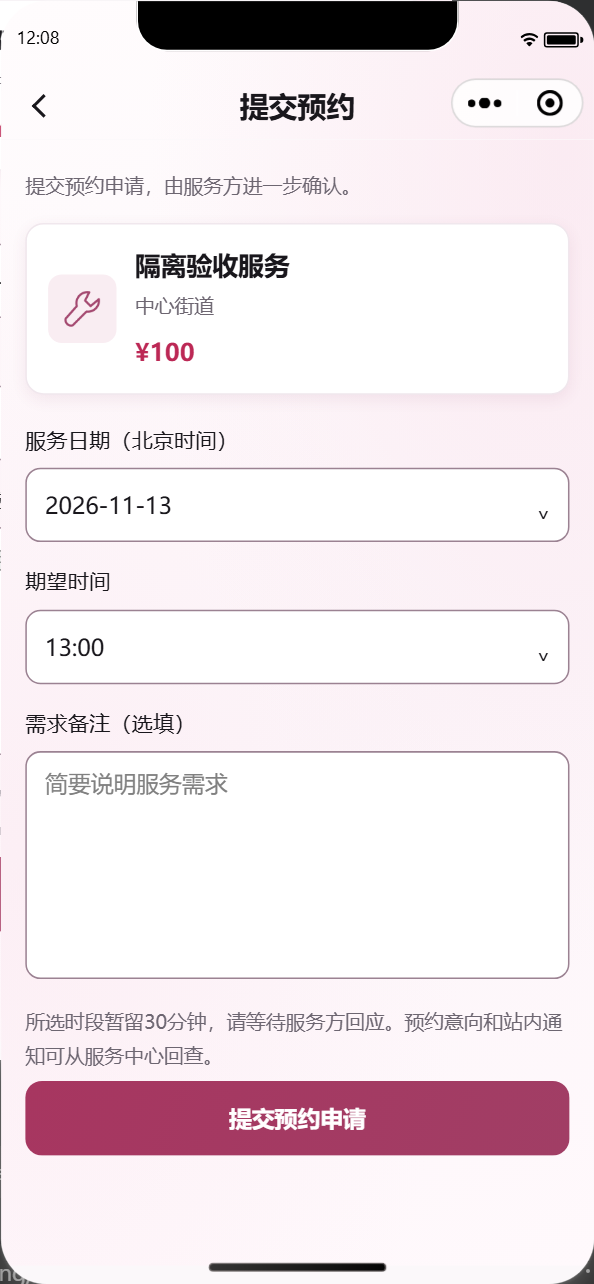 12:08
提交预约
提交预约申请，由服务方进一步确认。
隔离验收服务
中心街道
¥100
服务日期（北京时间）
2026-11-13
期望时间
13:00
需求备注（选填）
简要说明服务需求
所选时段暂留30分钟，请等待服务方回应。预约意向和站内通
知可从服务中心回查。
提交预约申请